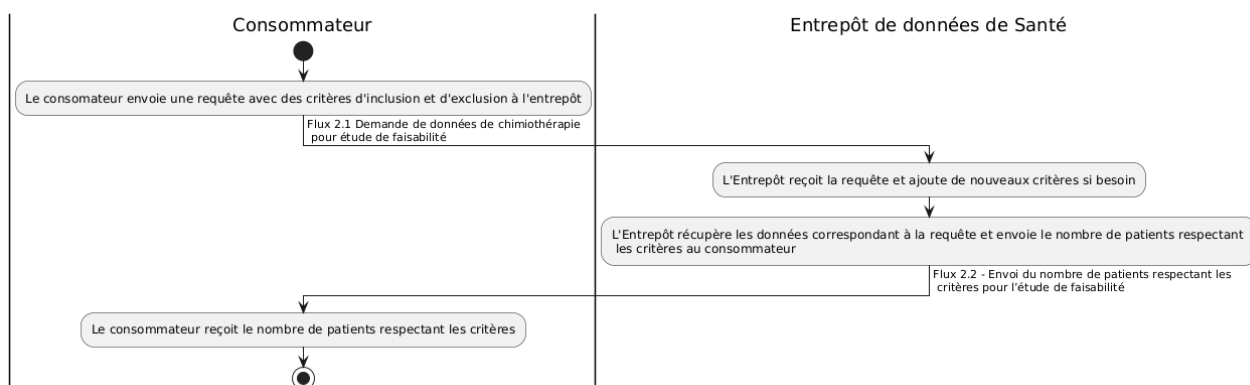 Consommateur
Entrepôt de données de Santé
Le consomateur envoie une requête avec des critères d'inclusion et d'exclusion à l'entrepôt
Flux 2.1 Demande de données de chimiothérapie
pour étude de faisabilité
L'Entrepôt reçoit la requête et ajoute de nouveaux critères si besoin
L'Entrepôt récupère les données correspondant à la requête et envoie le nombre de patients respectant
les critères au consommateur
Flux 2.2 - Envoi du nombre de patients respectant les
critères pour l'étude de faisabilité
Le consommateur reçoit le nombre de patients respectant les critères